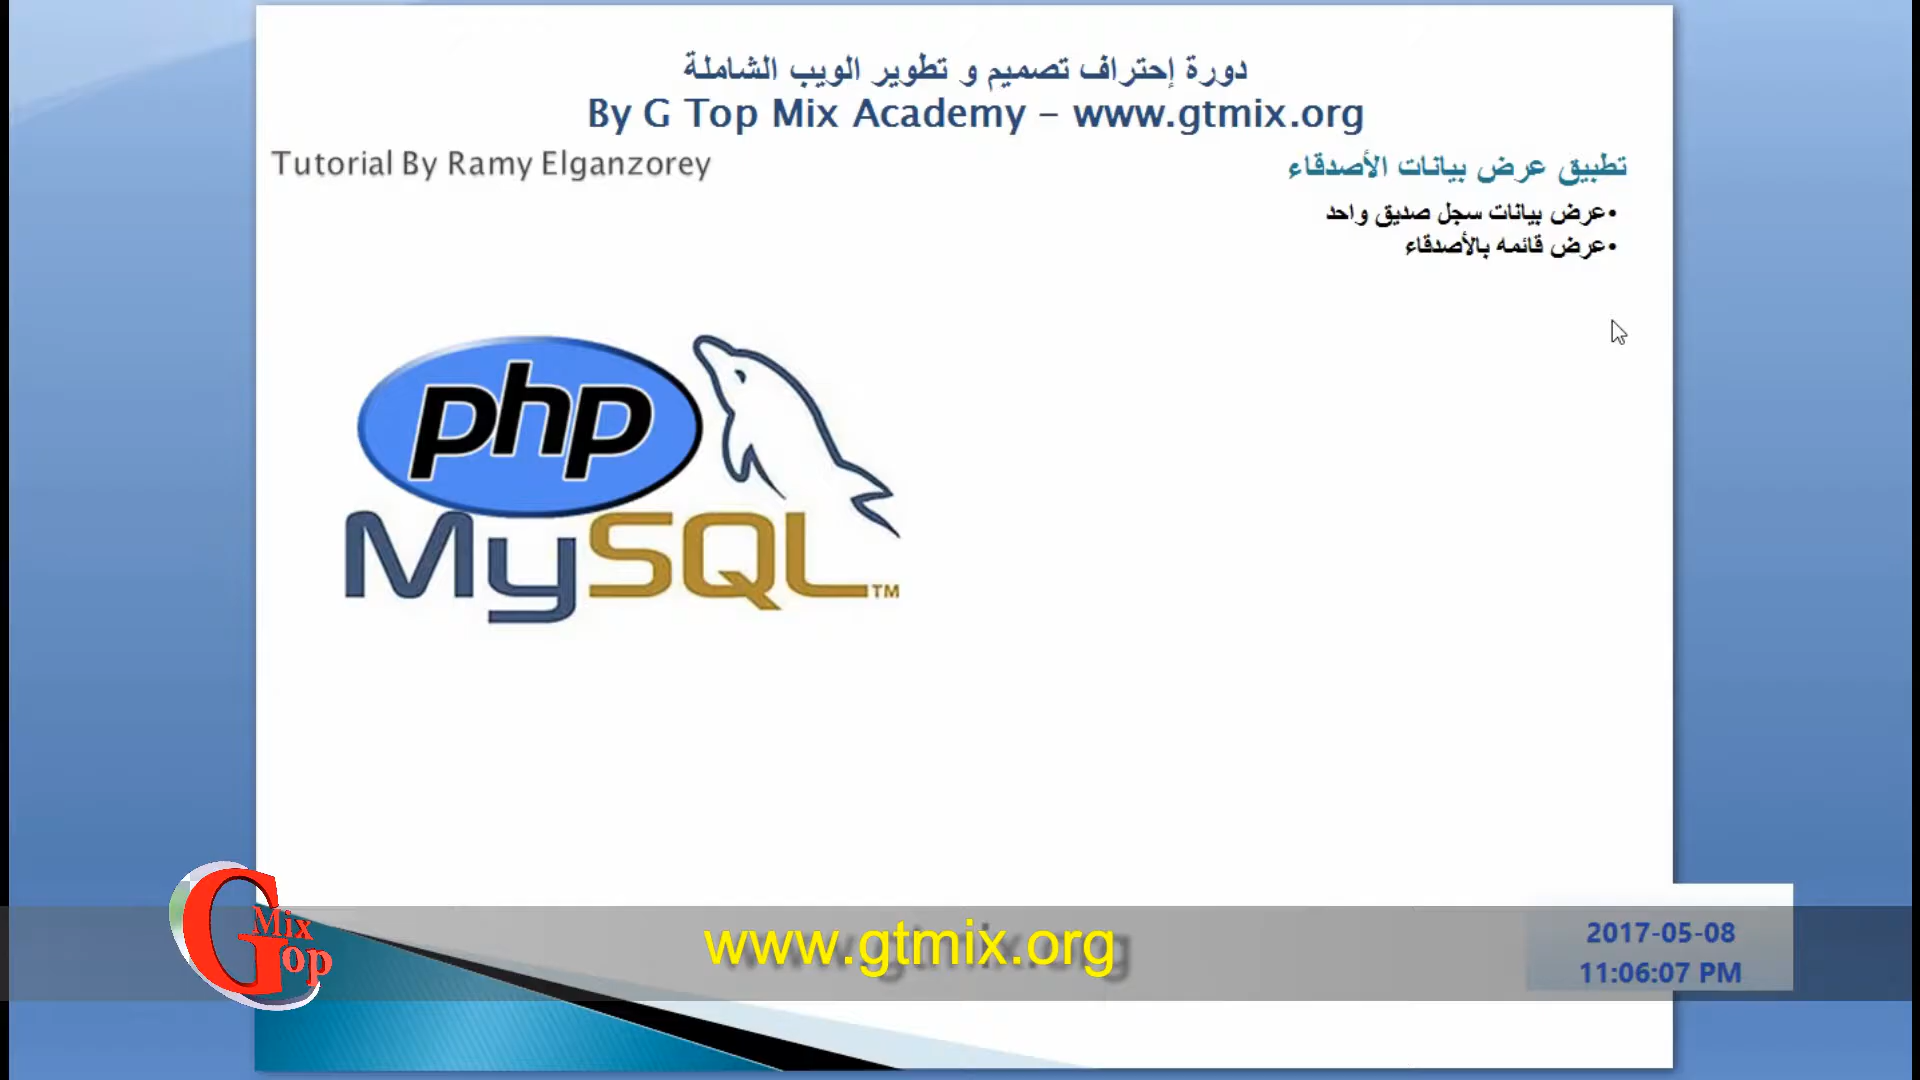 دورة إحتراف تصميم و تطوير الويب الشاملة
By G Top Mix Academy – www.gtmix.org
Tutorial By Ramy Elganzorey
تطبيق عرض بيانات الأصدقاء
•عرض بيانات سجل صديق واحد
•عرض قائمه بالأصدقاء
php
MySQL™
G Mix Top
www.gtmix.org
2017-05-08
11:06:07 PM